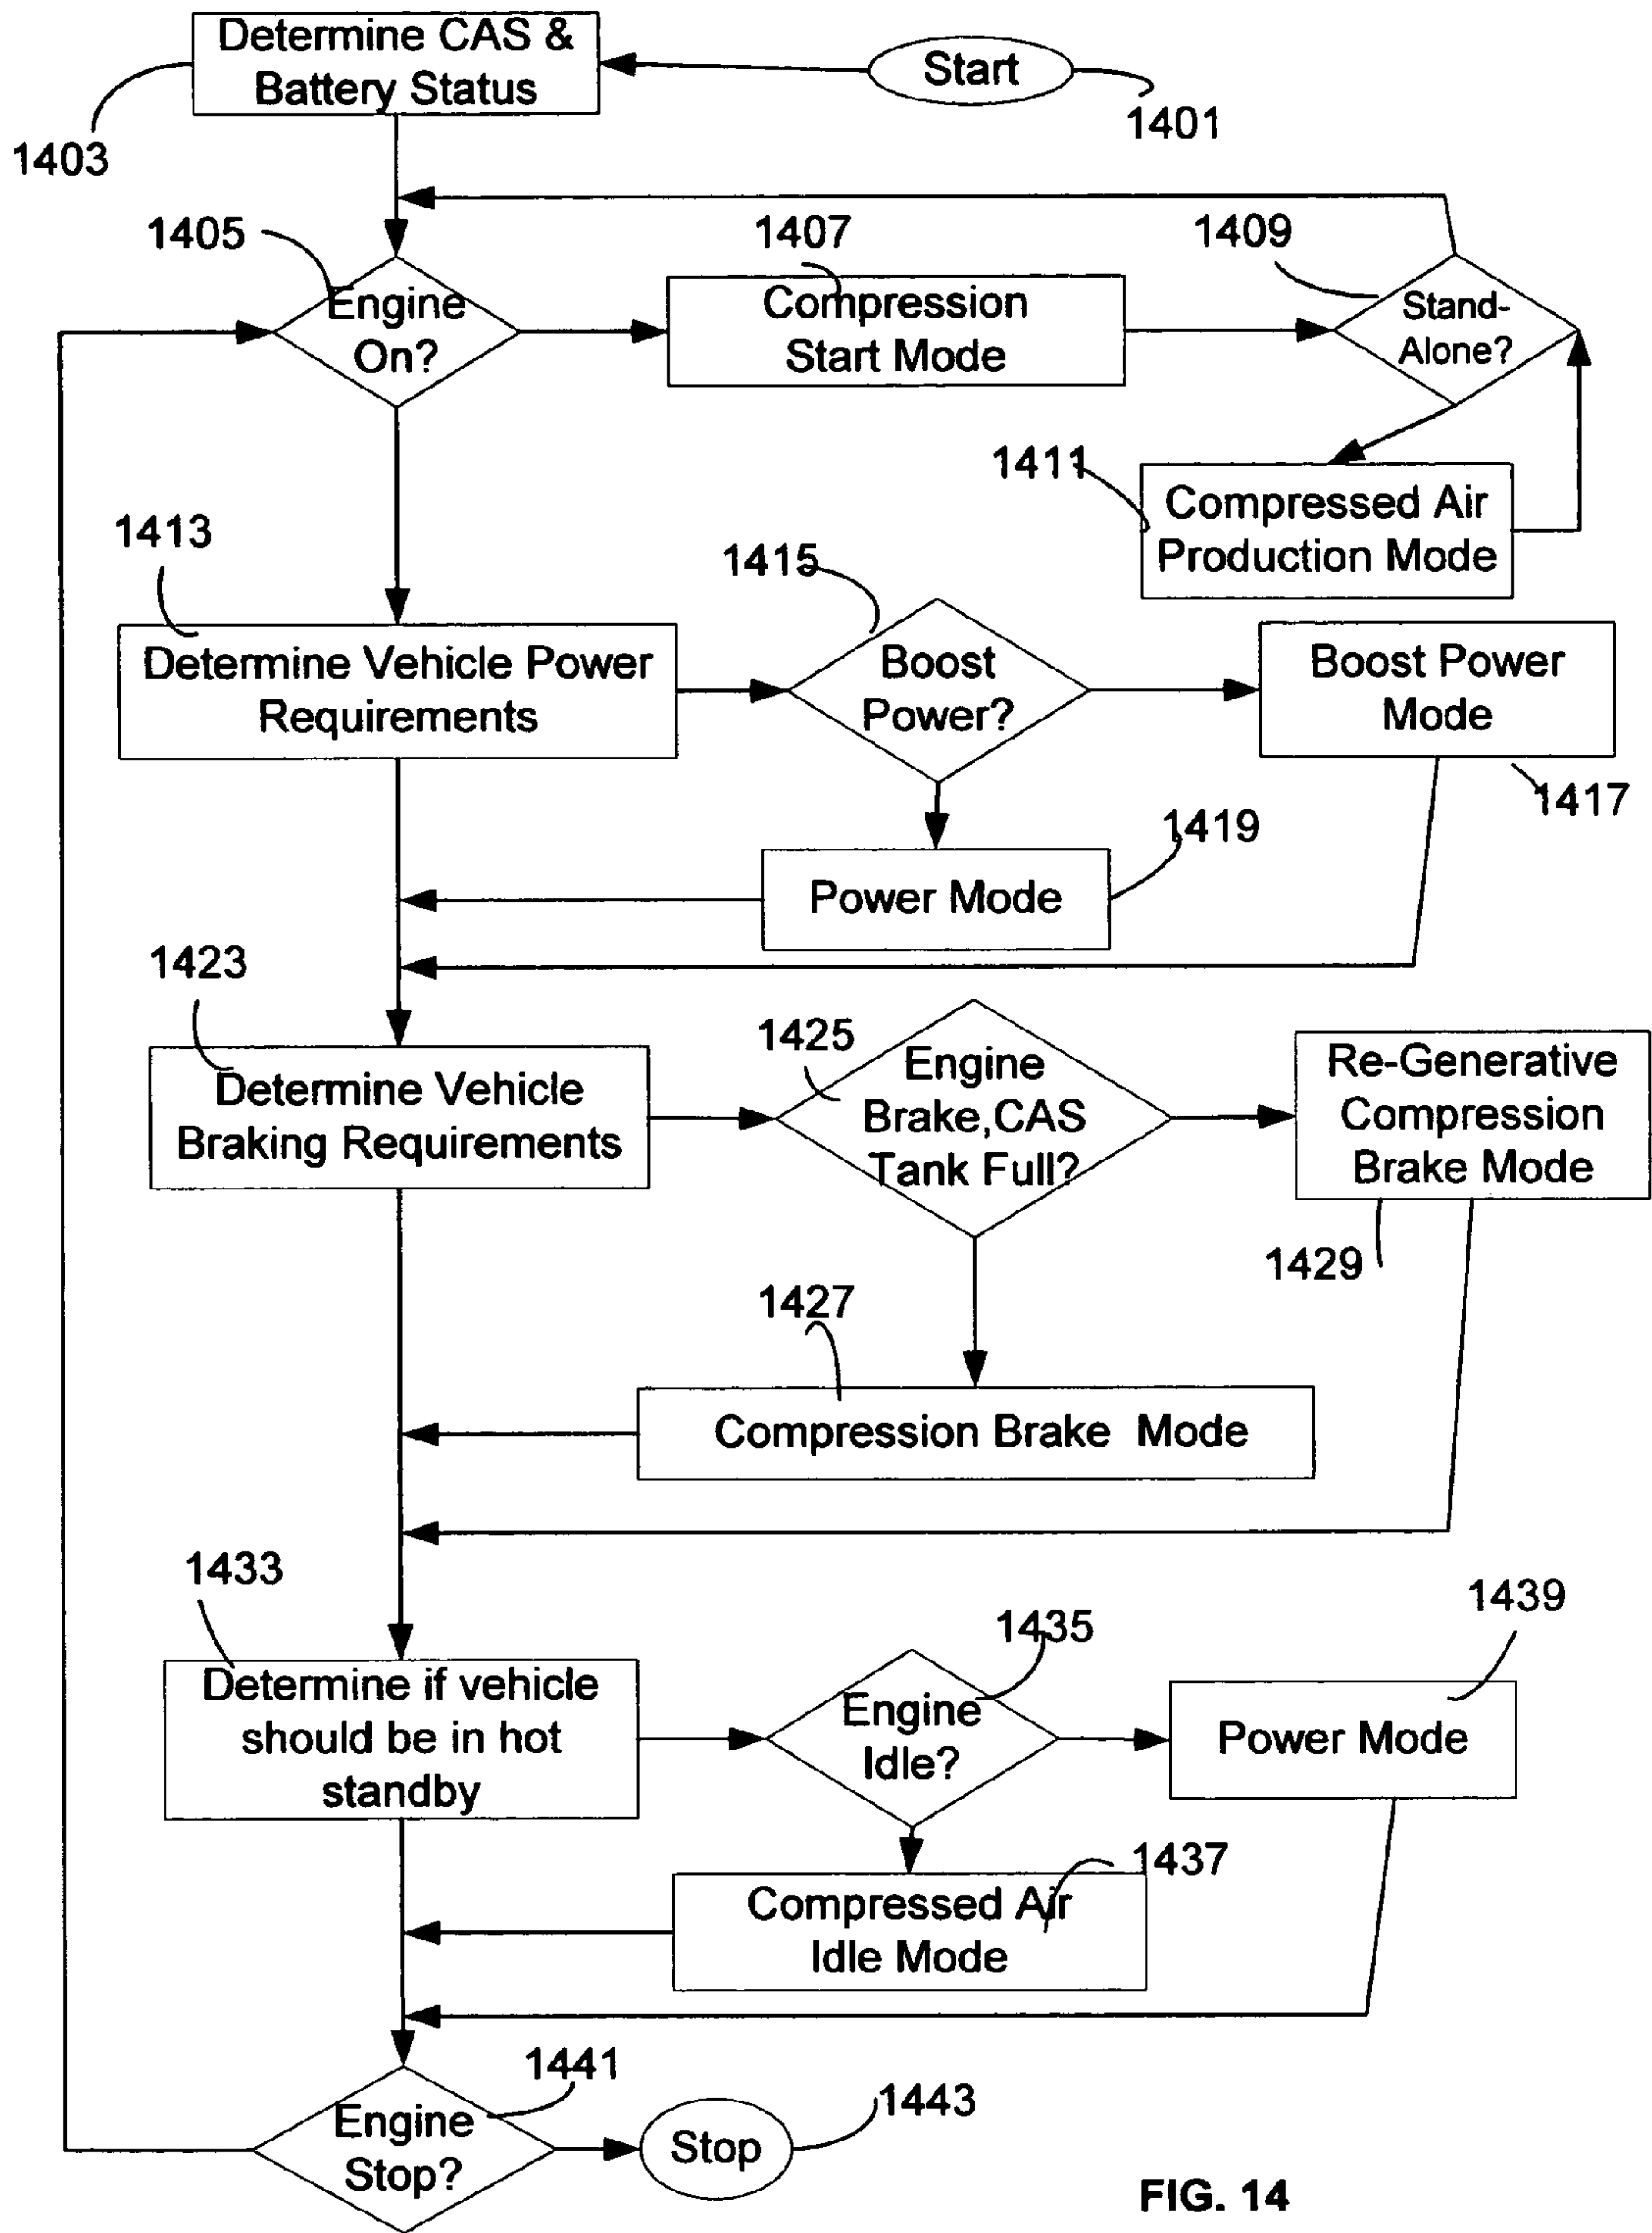 Determine CAS &
Battery Status
Start
1401
1403
1405
1407
1409
Engine
On?
Compression
Start Mode
Stand-
Alone?
1411
Compressed Air
Production Mode
1413
1415
Determine Vehicle Power
Requirements
Boost
Power?
Boost Power
Mode
1417
1419
Power Mode
1423
1425
Determine Vehicle
Braking Requirements
Engine
Brake,CAS
Tank Full?
Re-Generative
Compression
Brake Mode
1429
1427
Compression Brake Mode
1433
1435
1439
Determine if vehicle
should be in hot
standby
Engine
Idle?
Power Mode
1437
Compressed Air
Idle Mode
1441
1443
Engine
Stop?
Stop
FIG. 14